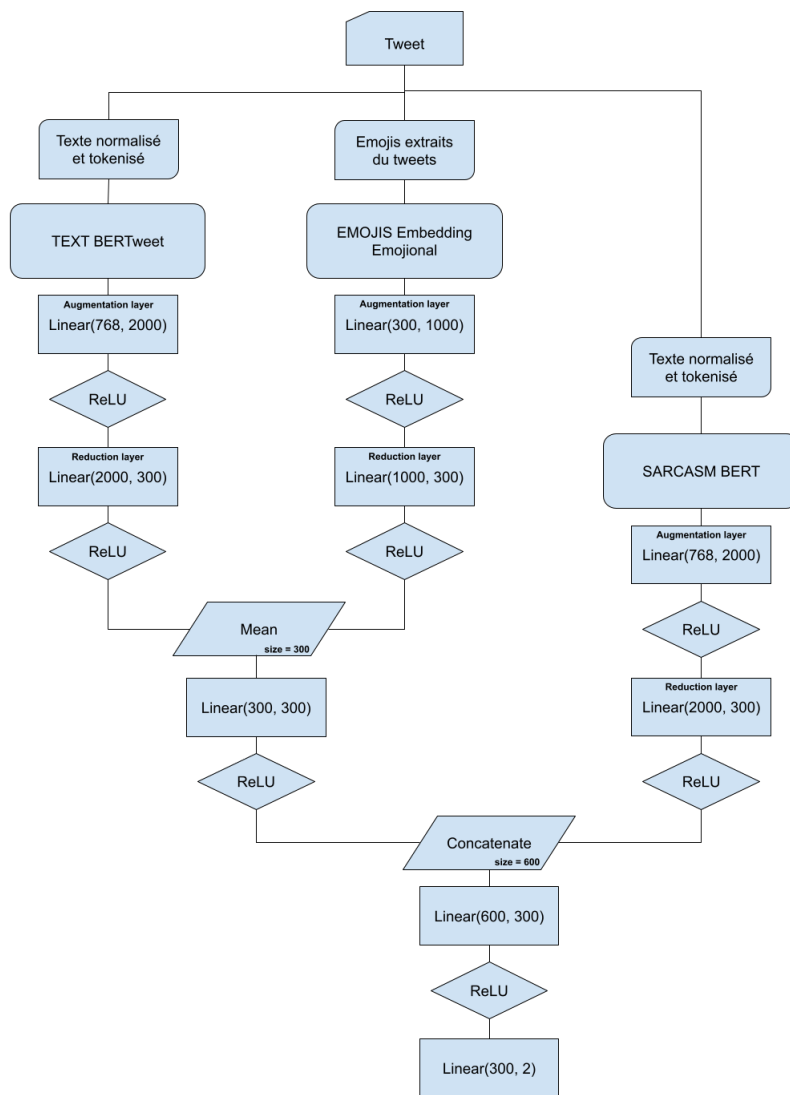 Tweet
Texte normalisé
et tokenisé
Emojis extraits
du tweets
TEXT BERTweet
EMOJIS Embedding
Emojional
Augmentation layer
Linear(768, 2000)
Augmentation layer
Linear(300, 1000)
Texte normalisé
et tokenisé
ReLU
ReLU
Reduction layer
Linear(2000, 300)
Reduction layer
Linear(1000, 300)
SARCASM BERT
ReLU
ReLU
Augmentation layer
Linear(768, 2000)
Mean
size = 300
ReLU
Linear(300, 300)
Reduction layer
Linear(2000, 300)
ReLU
ReLU
Concatenate
size = 600
Linear(600, 300)
ReLU
Linear(300, 2)